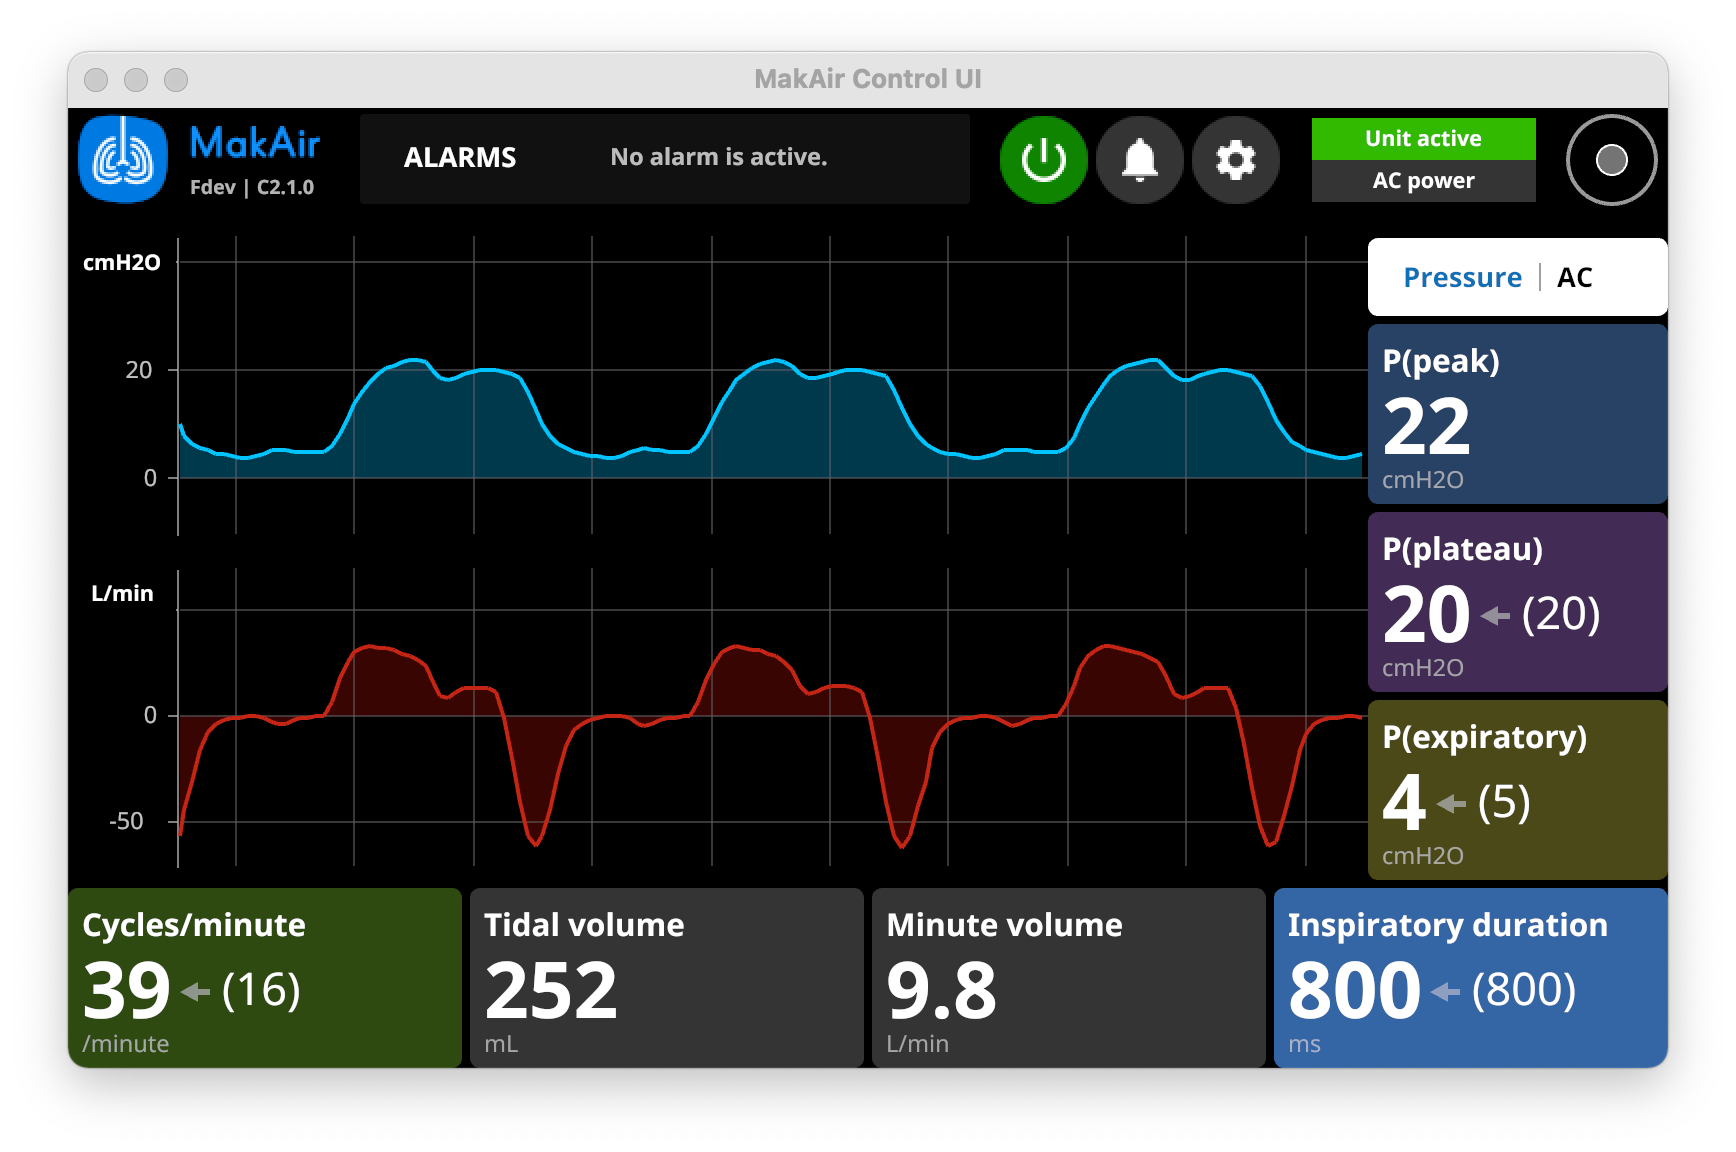 MakAir Control UI
MakAir
Fdev | C2.1.0
ALARMS
No alarm is active.
Unit active
AC power
cmH2O
20
0
L/min
0
-50
Pressure | AC
P(peak)
22
cmH2O
P(plateau)
20 (20)
cmH2O
P(expiratory)
4 (5)
cmH2O
Cycles/minute
39 (16)
/minute
Tidal volume
252
mL
Minute volume
9.8
L/min
Inspiratory duration
800 (800)
ms